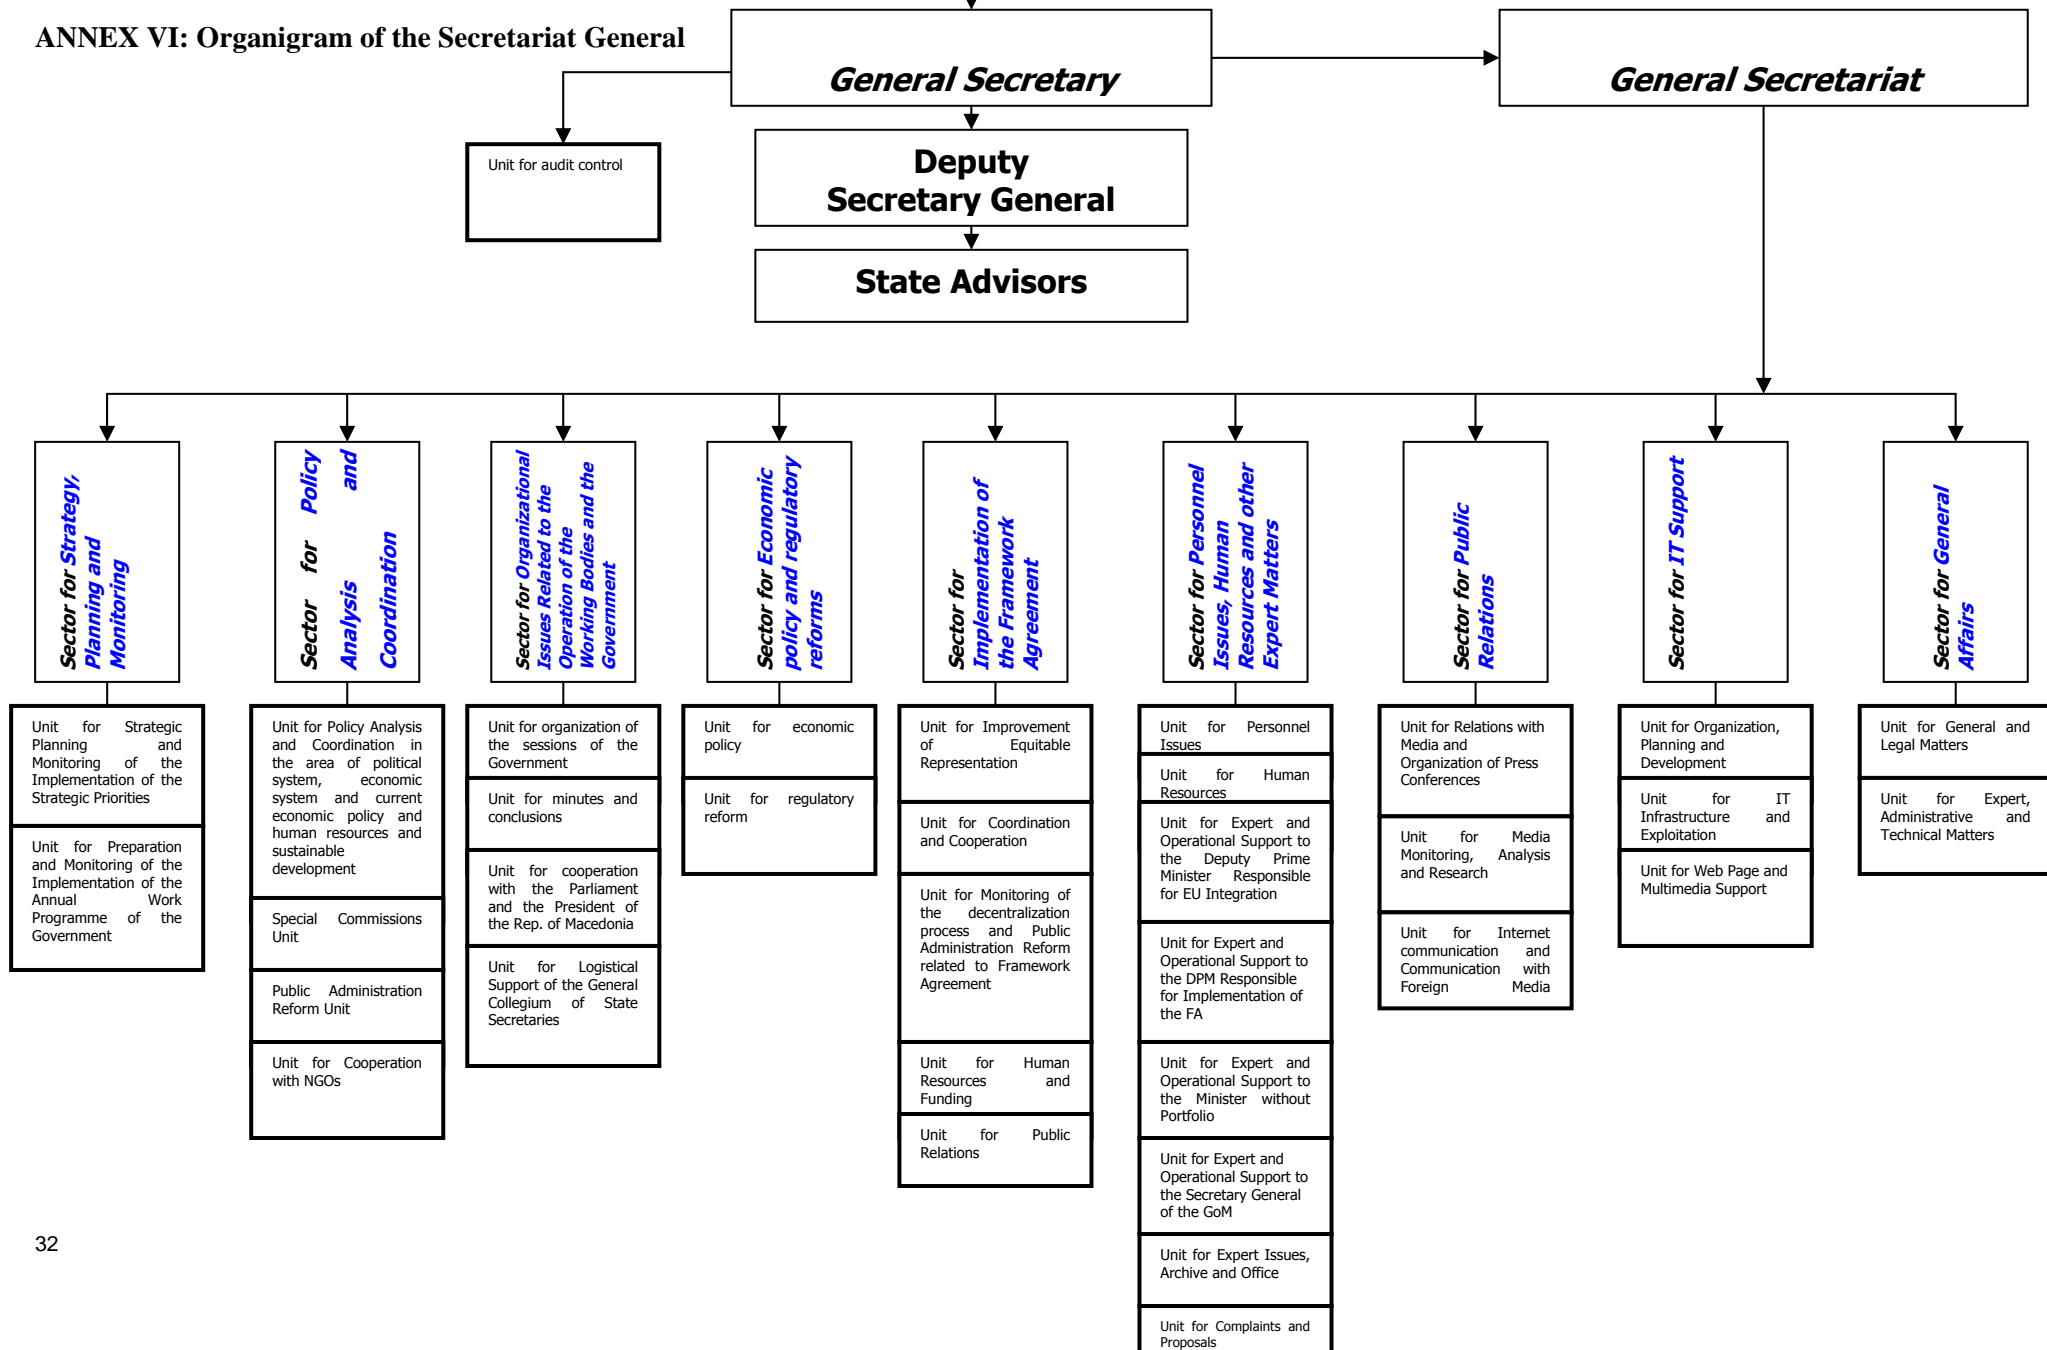 ANNEX VI: Organigram of the Secretariat General
General Secretary
General Secretariat
Unit for audit control
Deputy
Secretary General
State Advisors
Sector for Strategy,
Planning and
Monitoring
Sector for Policy
Analysis and
Coordination
Sector for Organizational
Issues Related to the
Operation of the
Working Bodies and the
Government
Sector for Economic
policy and regulatory
reforms
Sector for
Implementation of
the Framework
Agreement
Sector for Personnel
Issues, Human
Resources and other
Expert Matters
Sector for Public
Relations
Sector for IT Support
Sector for General
Affairs
Unit for Strategic
Planning and
Monitoring of the
Implementation of the
Strategic Priorities
Unit for Preparation
and Monitoring of the
Implementation of the
Annual Work
Programme of the
Government
Unit for Policy Analysis
and Coordination in
the area of political
system, economic
system and current
economic policy and
human resources and
sustainable
development
Special Commissions
Unit
Public Administration
Reform Unit
Unit for Cooperation
with NGOs
Unit for organization of
the sessions of the
Government
Unit for minutes and
conclusions
Unit for cooperation
with the Parliament
and the President of
the Rep. of Macedonia
Unit for Logistical
Support of the General
Collegium of State
Secretaries
Unit for economic
policy
Unit for regulatory
reform
Unit for Improvement
of Equitable
Representation
Unit for Coordination
and Cooperation
Unit for Monitoring of
the decentralization
process and Public
Administration Reform
related to Framework
Agreement
Unit for Human
Resources and
Funding
Unit for Public
Relations
Unit for Personnel
Issues
Unit for Human
Resources
Unit for Expert and
Operational Support to
the Deputy Prime
Minister Responsible
for EU Integration
Unit for Expert and
Operational Support to
the DPM Responsible
for Implementation of
the FA
Unit for Expert and
Operational Support to
the Minister without
Portfolio
Unit for Expert and
Operational Support to
the Secretary General
of the GoM
Unit for Expert Issues,
Archive and Office
Unit for Complaints and
Proposals
Unit for Relations with
Media and
Organization of Press
Conferences
Unit for Media
Monitoring, Analysis
and Research
Unit for Internet
communication and
Communication with
Foreign Media
Unit for Organization,
Planning and
Development
Unit for IT
Infrastructure and
Exploitation
Unit for Web Page and
Multimedia Support
Unit for General and
Legal Matters
Unit for Expert,
Administrative and
Technical Matters
32